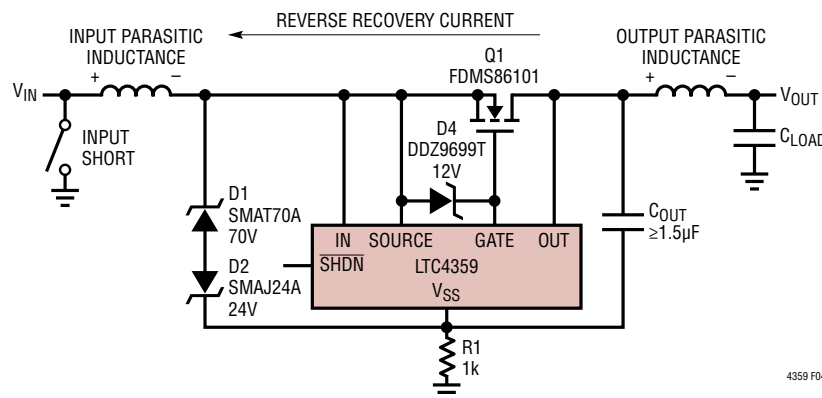 REVERSE RECOVERY CURRENT
INPUT PARASITIC
INDUCTANCE
OUTPUT PARASITIC
INDUCTANCE
Q1
FDMS86101
+ −
+ −
VIN
VOUT
INPUT
SHORT
D4
DDZ9699T
12V
CLOAD
D1
SMAT70A
70V
COUT
≥1.5µF
IN SOURCE GATE OUT
SHDN
LTC4359
VSS
D2
SMAJ24A
24V
R1
1k
4359 F04